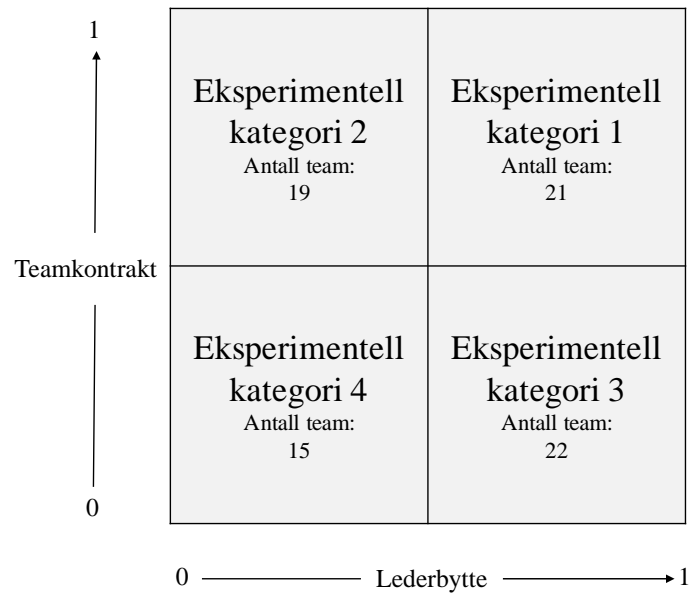 1
Eksperimentell
kategori 2
Antall team:
19
Eksperimentell
kategori 1
Antall team:
21
Teamkontrakt
Eksperimentell
kategori 4
Antall team:
15
Eksperimentell
kategori 3
Antall team:
22
0
0
Lederbytte
1